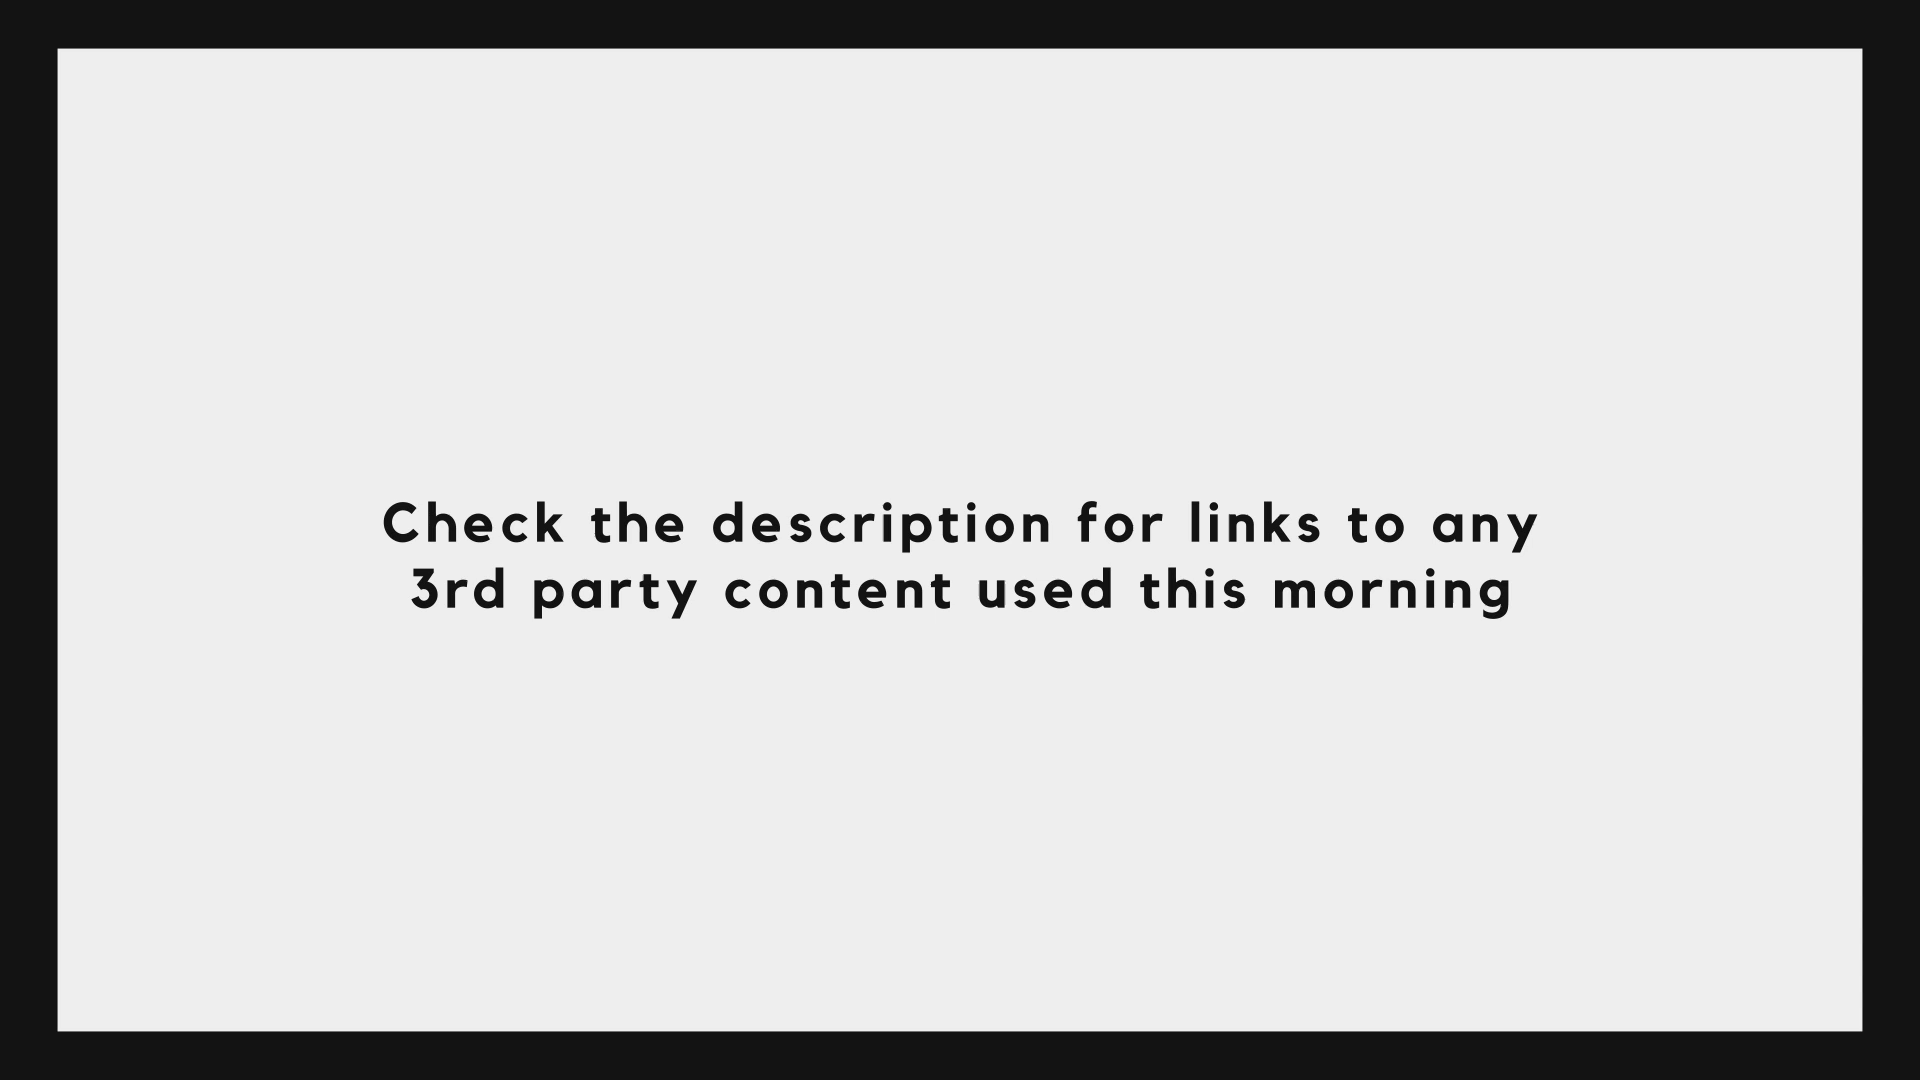 Check the description for links to any
3rd party content used this morning